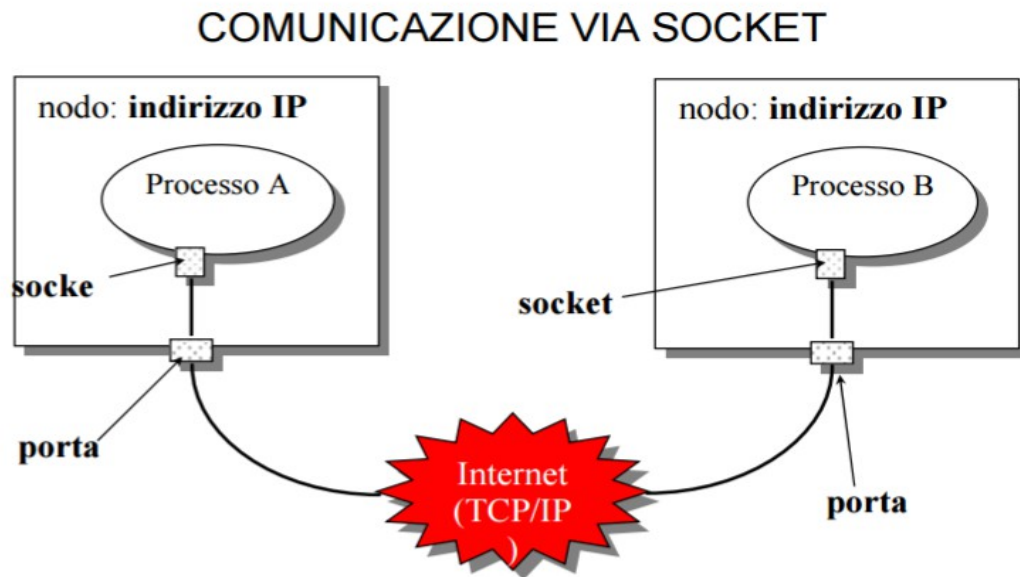 COMUNICAZIONE VIA SOCKET
nodo: indirizzo IP
Processo A
socke
porta
nodo: indirizzo IP
Processo B
socket
porta
Internet
(TCP/IP
)